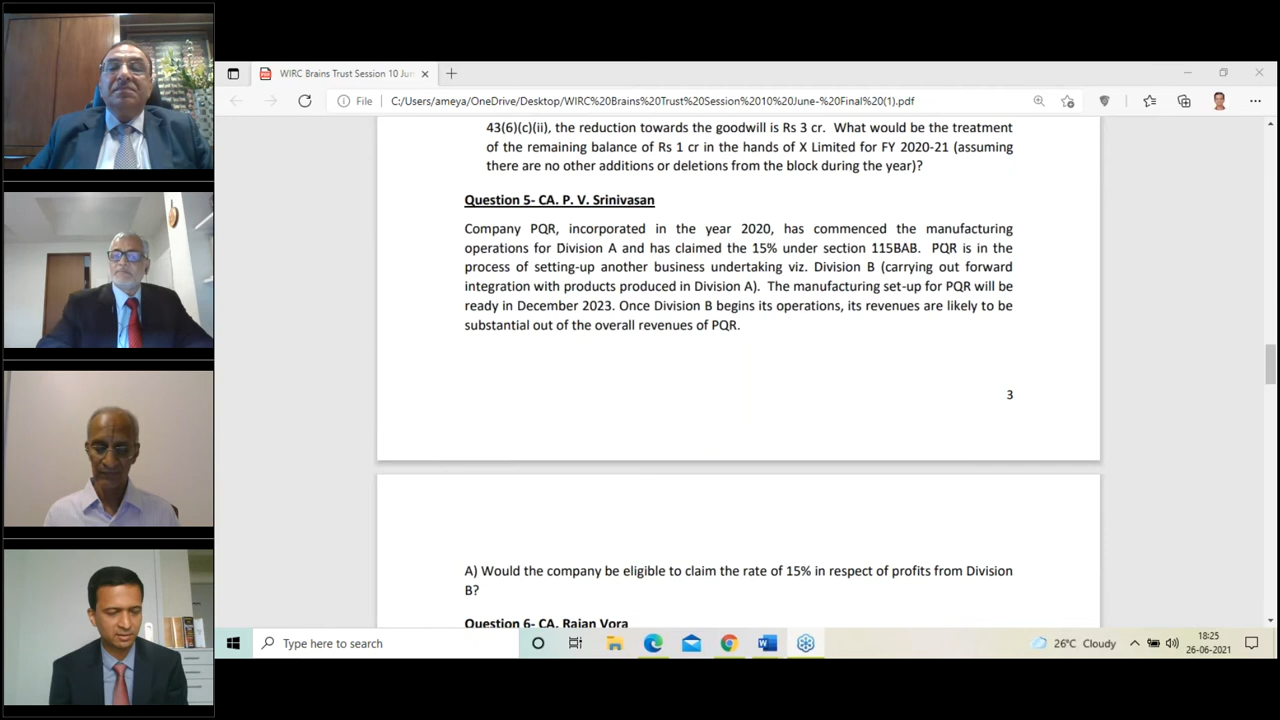 WIRC Brains Trust Session 10 Jun
File
C:/Users/ameya/OneDrive/Desktop/WIRC%20Brains%20Trust%20Session%2010%20June-%20Final%20(1).pdf
43(6)(c)(ii), the reduction towards the goodwill is Rs 3 cr. What would be the treatment
of the remaining balance of Rs 1 cr in the hands of X Limited for FY 2020-21 (assuming
there are no other additions or deletions from the block during the year)?
Question 5- CA. P. V. Srinivasan
Company PQR, incorporated in the year 2020, has commenced the manufacturing
operations for Division A and has claimed the 15% under section 115BAB. PQR is in the
process of setting-up another business undertaking viz. Division B (carrying out forward
integration with products produced in Division A). The manufacturing set-up for PQR will be
ready in December 2023. Once Division B begins its operations, its revenues are likely to be
substantial out of the overall revenues of PQR.
3
A) Would the company be eligible to claim the rate of 15% in respect of profits from Division
B?
Question 6- CA. Rajan Vora
Type here to search
26°C Cloudy
18:25
26-06-2021